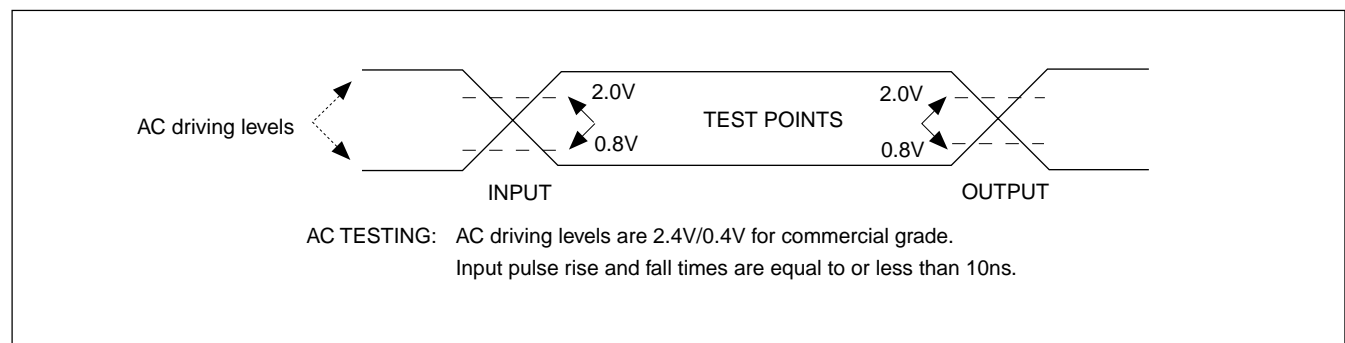 2.0V
2.0V
AC driving levels
TEST POINTS
0.8V
0.8V
INPUT
OUTPUT
AC TESTING: AC driving levels are 2.4V/0.4V for commercial grade.
Input pulse rise and fall times are equal to or less than 10ns.